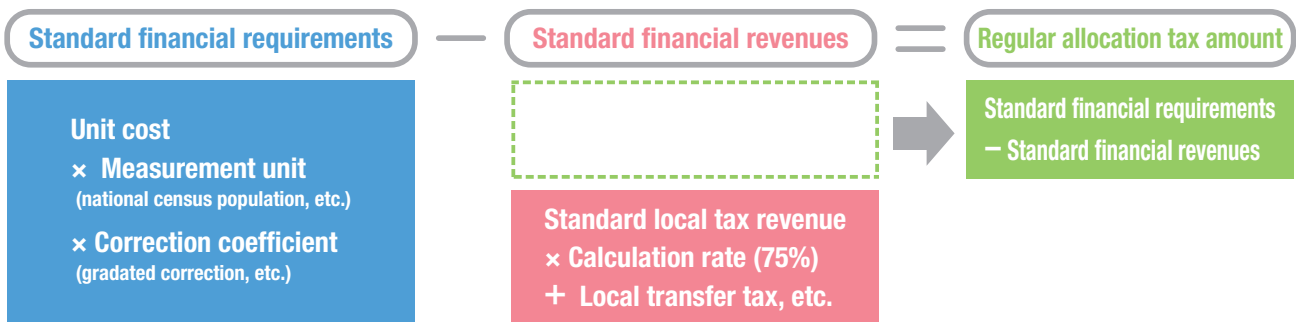 Standard financial requirements — Standard financial revenues = Regular allocation tax amount
Unit cost
× Measurement unit
(national census population, etc.)
× Correction coefficient
(gradated correction, etc.)
Standard local tax revenue
× Calculation rate (75%)
+ Local transfer tax, etc.
Standard financial requirements
− Standard financial revenues